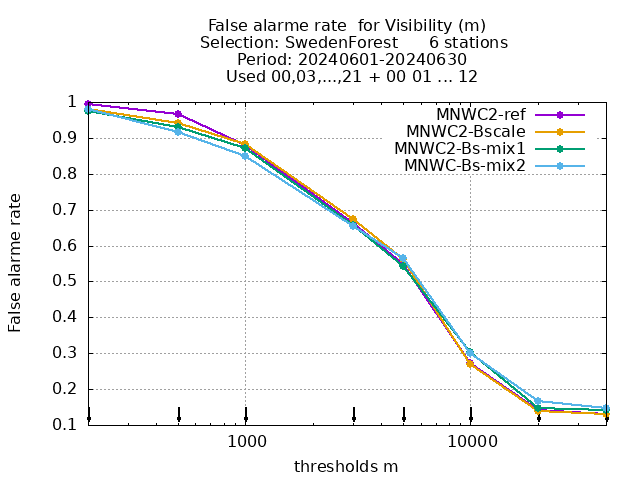 False alarme rate  for Visibility (m)
Selection: SwedenForest      6 stations
Period: 20240601-20240630
Used 00,03,...,21 + 00 01 ... 12
MNWC2-ref
MNWC2-Bscale
MNWC2-Bs-mix1
MNWC-Bs-mix2
1
0.9
0.8
0.7
0.6
0.5
0.4
0.3
0.2
0.1
False alarme rate
1000 10000
thresholds m